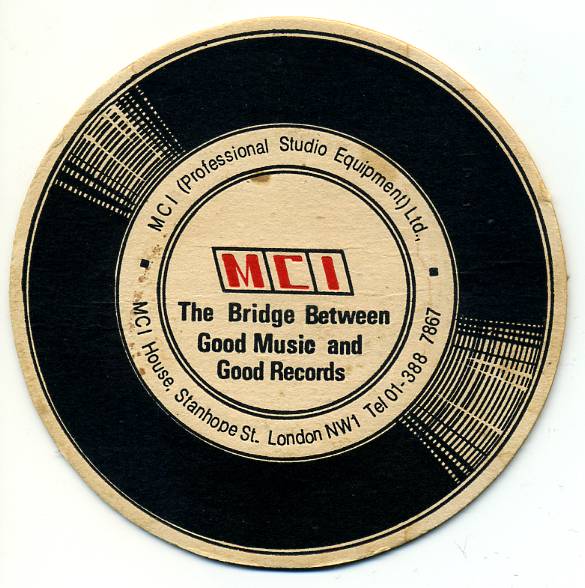 MCI (Professional Studio Equipment) Ltd.,
MCI
The Bridge Between
Good Music and
Good Records
MCI House, Stanhope St. London NW1 Tel 01-388 7867